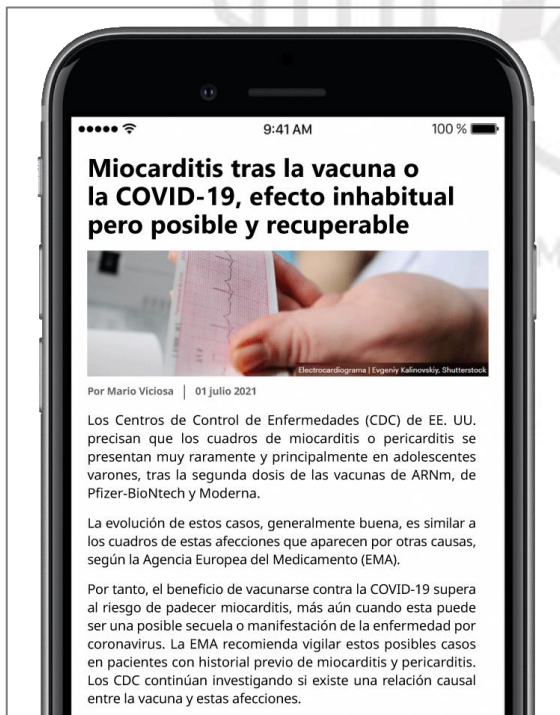 9:41 AM
100 %
Miocarditis tras la vacuna o
la COVID-19, efecto inhabitual
pero posible y recuperable
Electrocardiograma | Evgeniy Kalinovskiy, Shutterstock
Por Mario Viciosa | 01 julio 2021
Los Centros de Control de Enfermedades (CDC) de EE. UU.
precisan que los cuadros de miocarditis o pericarditis se
presentan muy raramente y principalmente en adolescentes
varones, tras la segunda dosis de las vacunas de ARNm, de
Pfizer-BioNtech y Moderna.
La evolución de estos casos, generalmente buena, es similar a
los cuadros de estas afecciones que aparecen por otras causas,
según la Agencia Europea del Medicamento (EMA).
Por tanto, el beneficio de vacunarse contra la COVID-19 supera
al riesgo de padecer miocarditis, más aún cuando esta puede
ser una posible secuela o manifestación de la enfermedad por
coronavirus. La EMA recomienda vigilar estos posibles casos
en pacientes con historial previo de miocarditis y pericarditis.
Los CDC continúan investigando si existe una relación causal
entre la vacuna y estas afecciones.